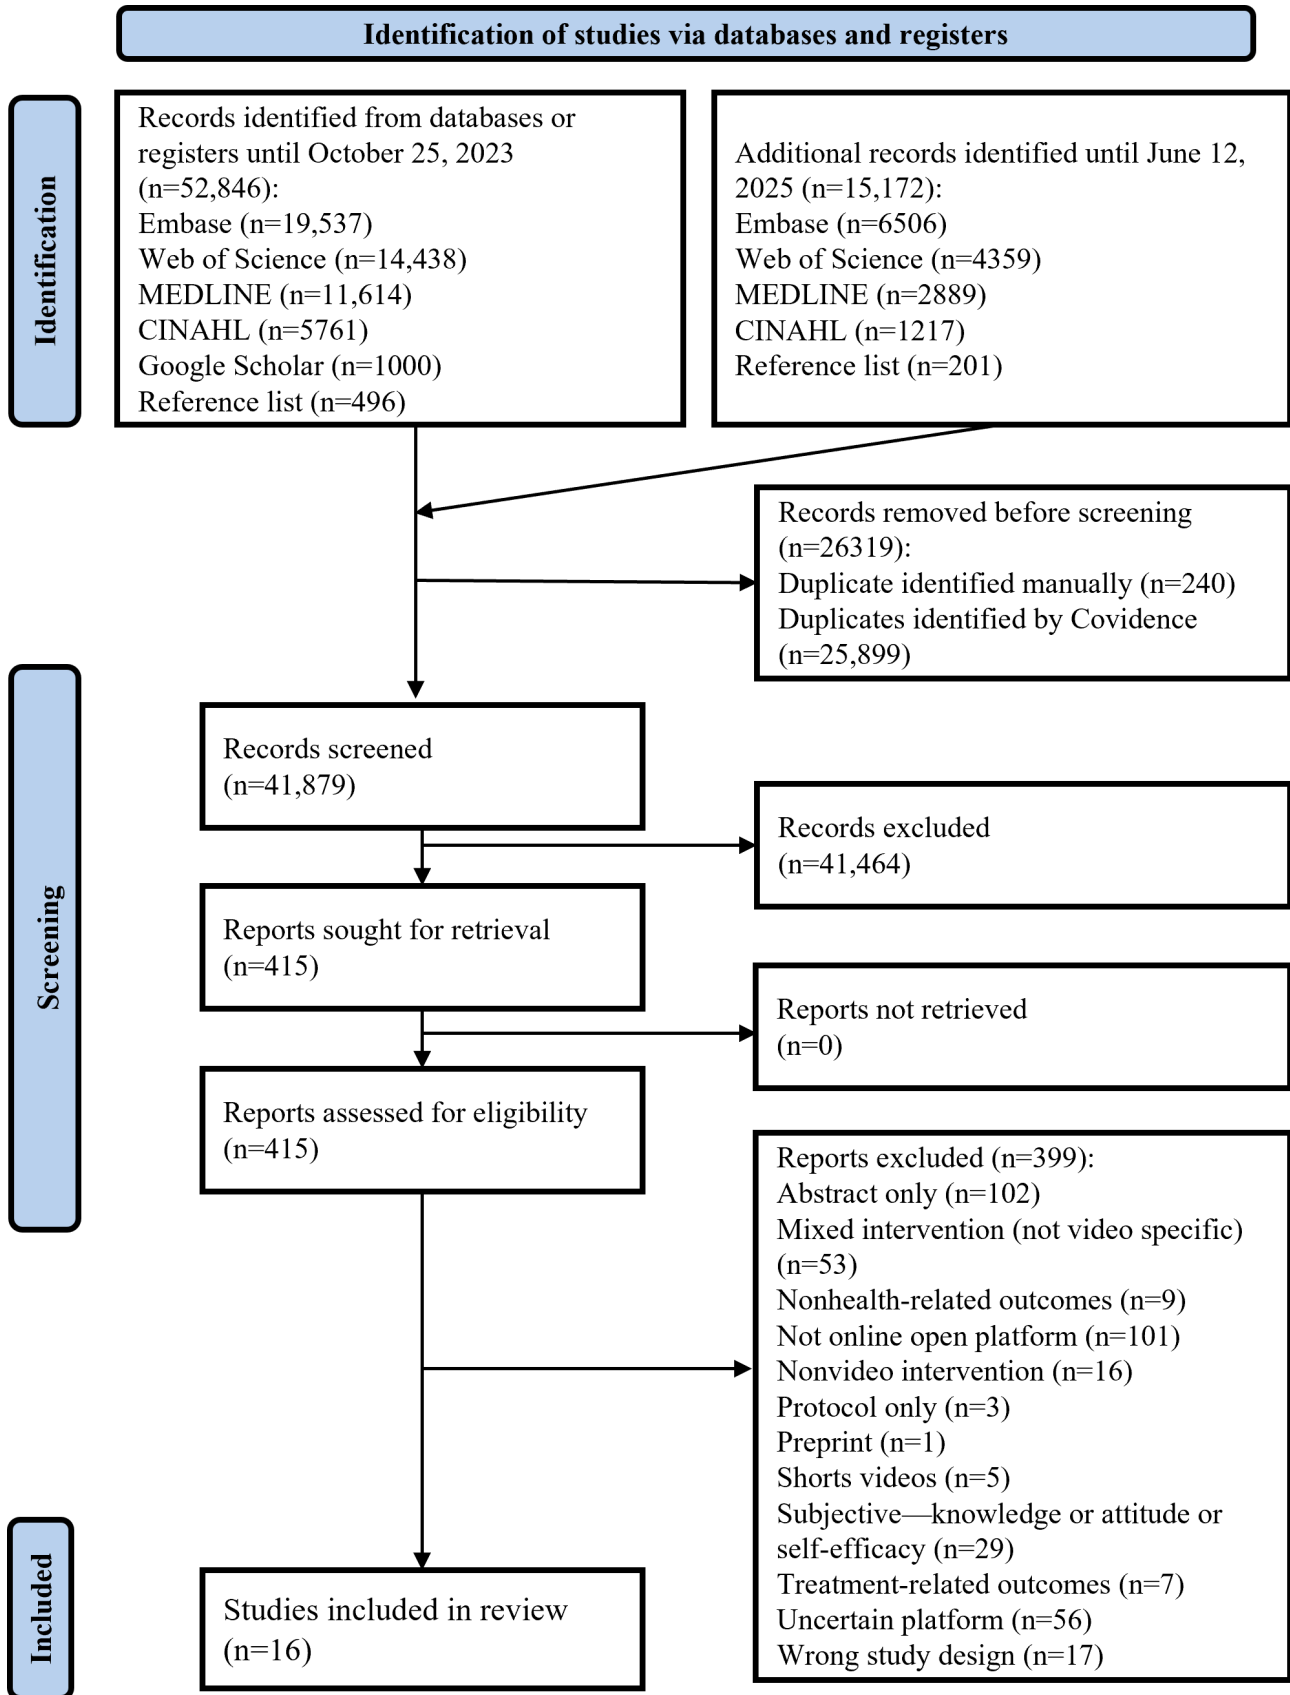 Identification of studies via databases and registers
Identification
Records identified from databases or
registers until October 25, 2023
(n=52,846):
Embase (n=19,537)
Web of Science (n=14,438)
MEDLINE (n=11,614)
CINAHL (n=5761)
Google Scholar (n=1000)
Reference list (n=496)
Additional records identified until June 12,
2025 (n=15,172):
Embase (n=6506)
Web of Science (n=4359)
MEDLINE (n=2889)
CINAHL (n=1217)
Reference list (n=201)
Records removed before screening
(n=26319):
Duplicate identified manually (n=240)
Duplicates identified by Covidence
(n=25,899)
Screening
Records screened
(n=41,879)
Records excluded
(n=41,464)
Reports sought for retrieval
(n=415)
Reports not retrieved
(n=0)
Reports assessed for eligibility
(n=415)
Reports excluded (n=399):
Abstract only (n=102)
Mixed intervention (not video specific)
(n=53)
Nonhealth-related outcomes (n=9)
Not online open platform (n=101)
Nonvideo intervention (n=16)
Protocol only (n=3)
Preprint (n=1)
Shorts videos (n=5)
Subjective—knowledge or attitude or
self-efficacy (n=29)
Treatment-related outcomes (n=7)
Uncertain platform (n=56)
Wrong study design (n=17)
Included
Studies included in review
(n=16)